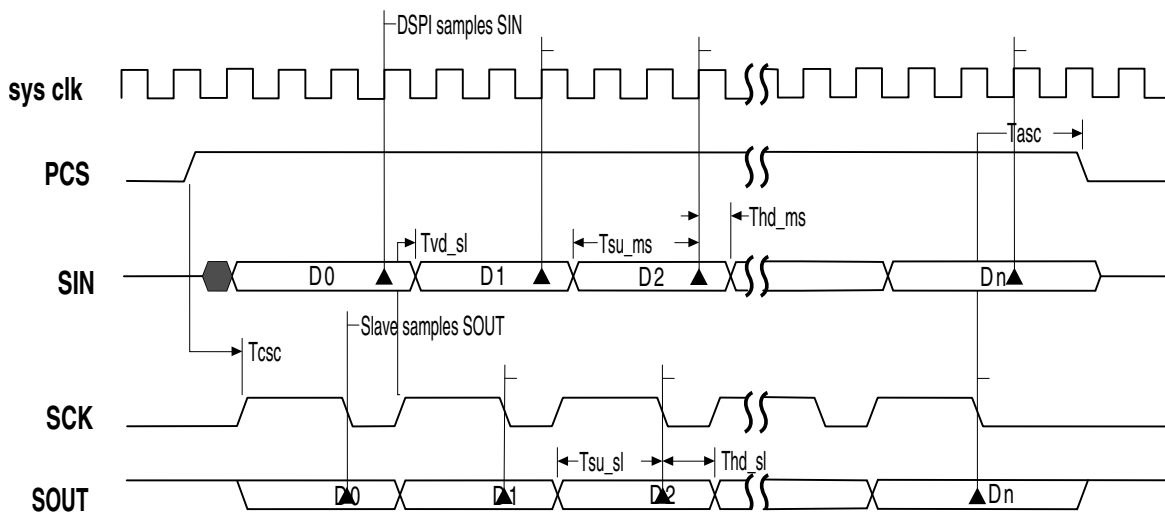 DSPI samples SIN
sys clk
Tasc
PCS
Thd_ms
Tvd_sl
Tsu_ms
SIN
D0
D1
D2
Dn
Slave samples SOUT
Tcsc
SCK
Tsu_sl
Thd_sl
SOUT
D0
D1
D2
Dn